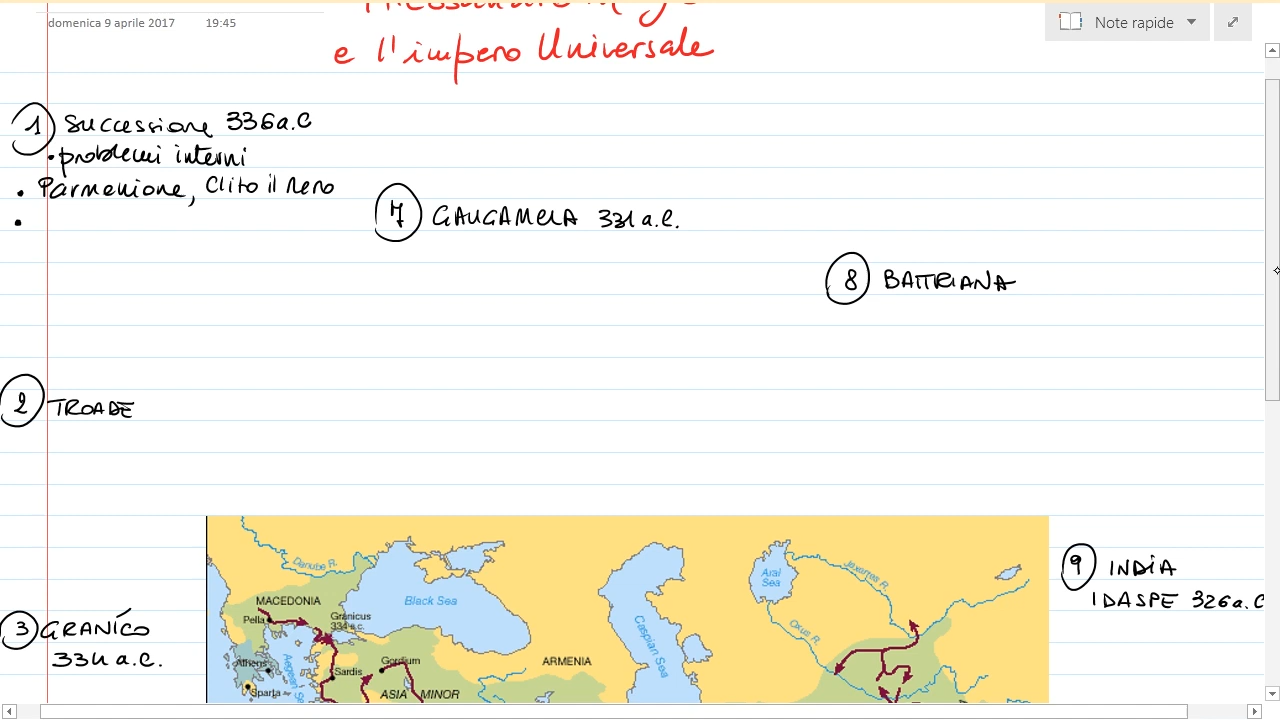 domenica 9 aprile 2017 19:45
Note rapide
e l'impero Universale
1 Successione 336 a.C
• problemi interni
• Parmenione, Clito il Nero
•
7 GAUGAMELA 331 a.C.
8 BATTRIANA
2 TROADE
9 INDIA
IDASPE 326 a.C
3 GRANÍCO
334 a.C.
Danube R.
MACEDONIA
Pella
Granicus
334 B.C.
Black Sea
Athens
Aegean
Sparta
Sardis
Gordium
ASIA MINOR
ARMENIA
Caspian Sea
Aral
Sea
Jaxartes R.
Oxus R.